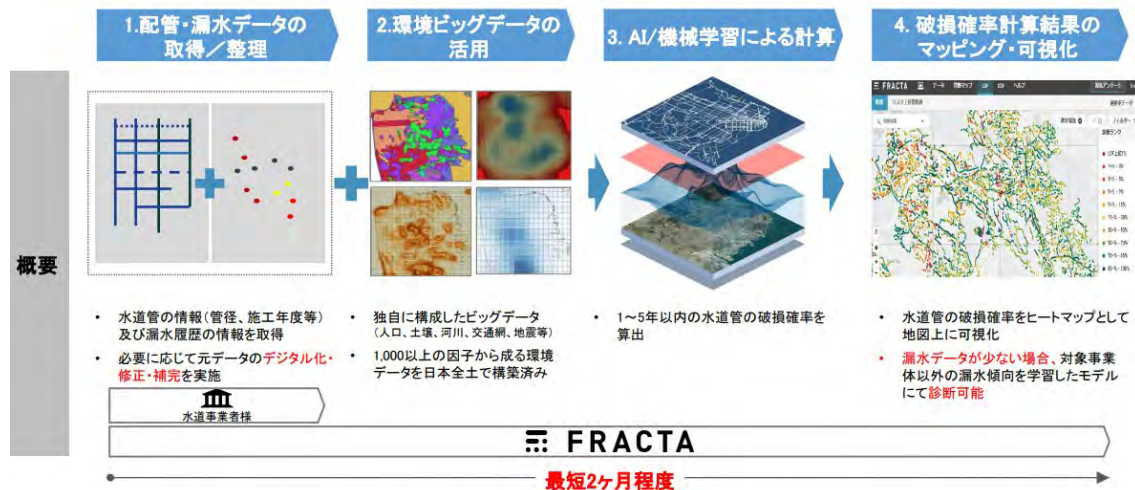 1.配管・漏水データの
取得／整理
2.環境ビッグデータの
活用
3. AI/機械学習による計算
4. 破損確率計算結果の
マッピング・可視化
概要
FRACTA
データ
ヘルプ
• 水道管の情報(管径、施工年度等)
及び漏水履歴の情報を取得
• 必要に応じて元データのデジタル化・
修正・補完を実施
• 独自に構成したビッグデータ
(人口、土壌、河川、交通網、地震等)
• 1,000以上の因子から成る環境
データを日本全土で構築済み
• 1～5年以内の水道管の破損確率を
算出
• 水道管の破損確率をヒートマップとして
地図上に可視化
• 漏水データが少ない場合、対象事業
体以外の漏水傾向を学習したモデル
にて診断可能
水道事業者様
FRACTA
最短2ヶ月程度